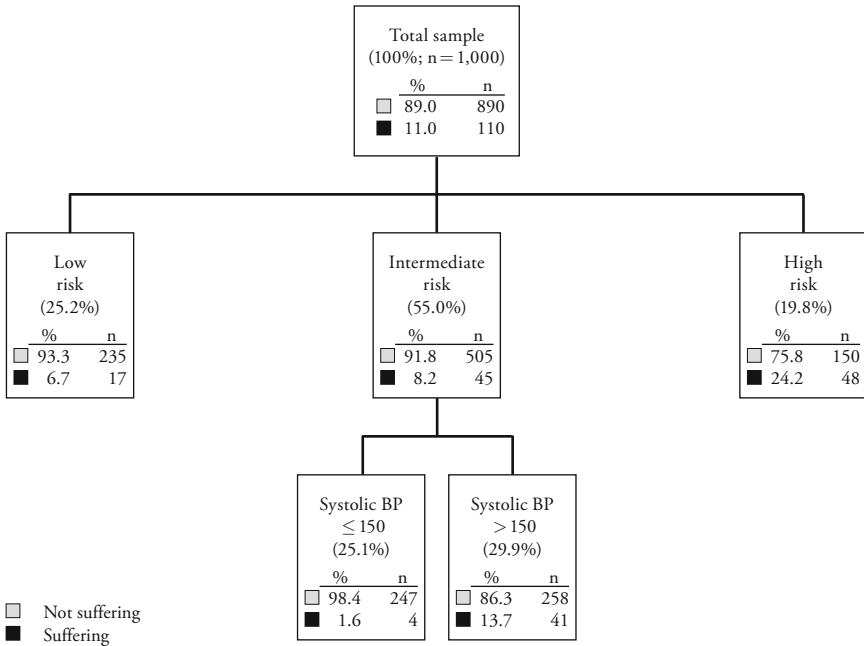 Total sample
(100%; n = 1,000)
% n
89.0 890
11.0 110
Low
risk
(25.2%)
% n
93.3 235
6.7 17
Intermediate
risk
(55.0%)
% n
91.8 505
8.2 45
High
risk
(19.8%)
% n
75.8 150
24.2 48
Systolic BP
≤ 150
(25.1%)
% n
98.4 247
1.6 4
Systolic BP
> 150
(29.9%)
% n
86.3 258
13.7 41
Not suffering
Suffering